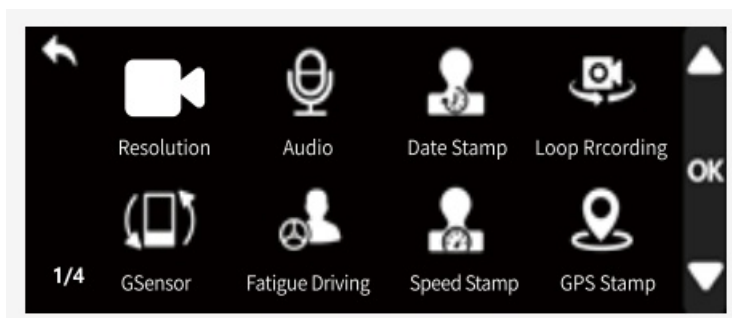 Resolution Audio Date Stamp Loop Rrcording
OK
1/4 GSensor Fatigue Driving Speed Stamp GPS Stamp